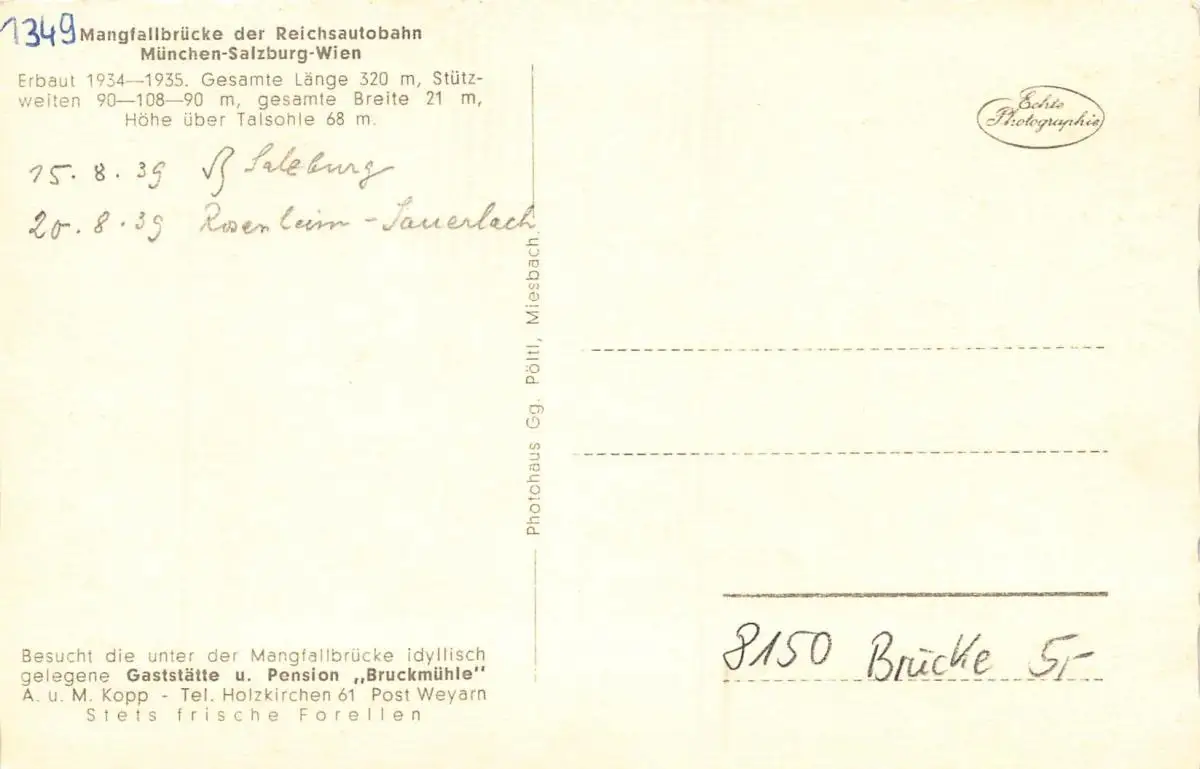 1349
Mangfallbrücke der Reichsautobahn
München-Salzburg-Wien
Erbaut 1934—1935. Gesamte Länge 320 m, Stütz-
weiten 90—108—90 m, gesamte Breite 21 m,
Höhe über Talsohle 68 m.
15. 8. 39 Salzburg
20. 8. 39 Rosenheim - Sauerlach
Photohaus Gg. Pöltl, Miesbach.
Echte
Photographie
Besucht die unter der Mangfallbrücke idyllisch
gelegene Gaststätte u. Pension „Bruckmühle“
A. u. M. Kopp - Tel. Holzkirchen 61 Post Weyarn
Stets frische Forellen
8150 Brücke 5,-